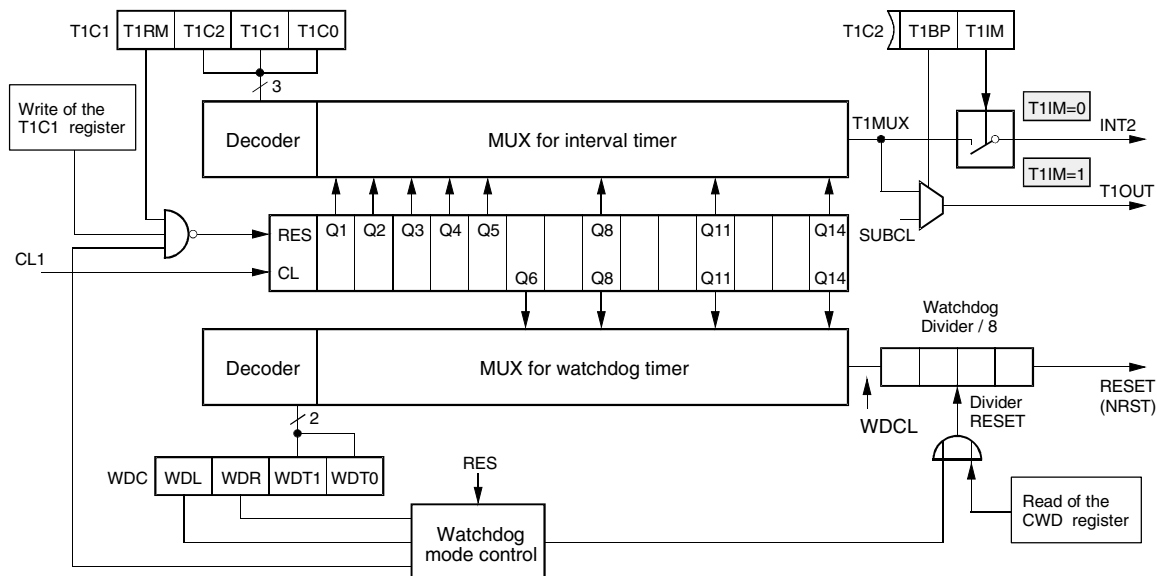 T1C1 T1RM T1C2 T1C1 T1C0
T1C2 T1BP T1IM
3
Write of the
T1C1 register
Decoder
MUX for interval timer
T1MUX
T1IM=0
INT2
T1IM=1
T1OUT
SUBCL
RES Q1 Q2 Q3 Q4 Q5 Q8 Q11 Q14
CL1
CL Q6 Q8 Q11 Q14
Watchdog
Divider / 8
Decoder
MUX for watchdog timer
RESET
(NRST)
Divider
RESET
WDCL
2
WDC WDL WDR WDT1 WDT0
RES
Watchdog
mode control
Read of the
CWD register